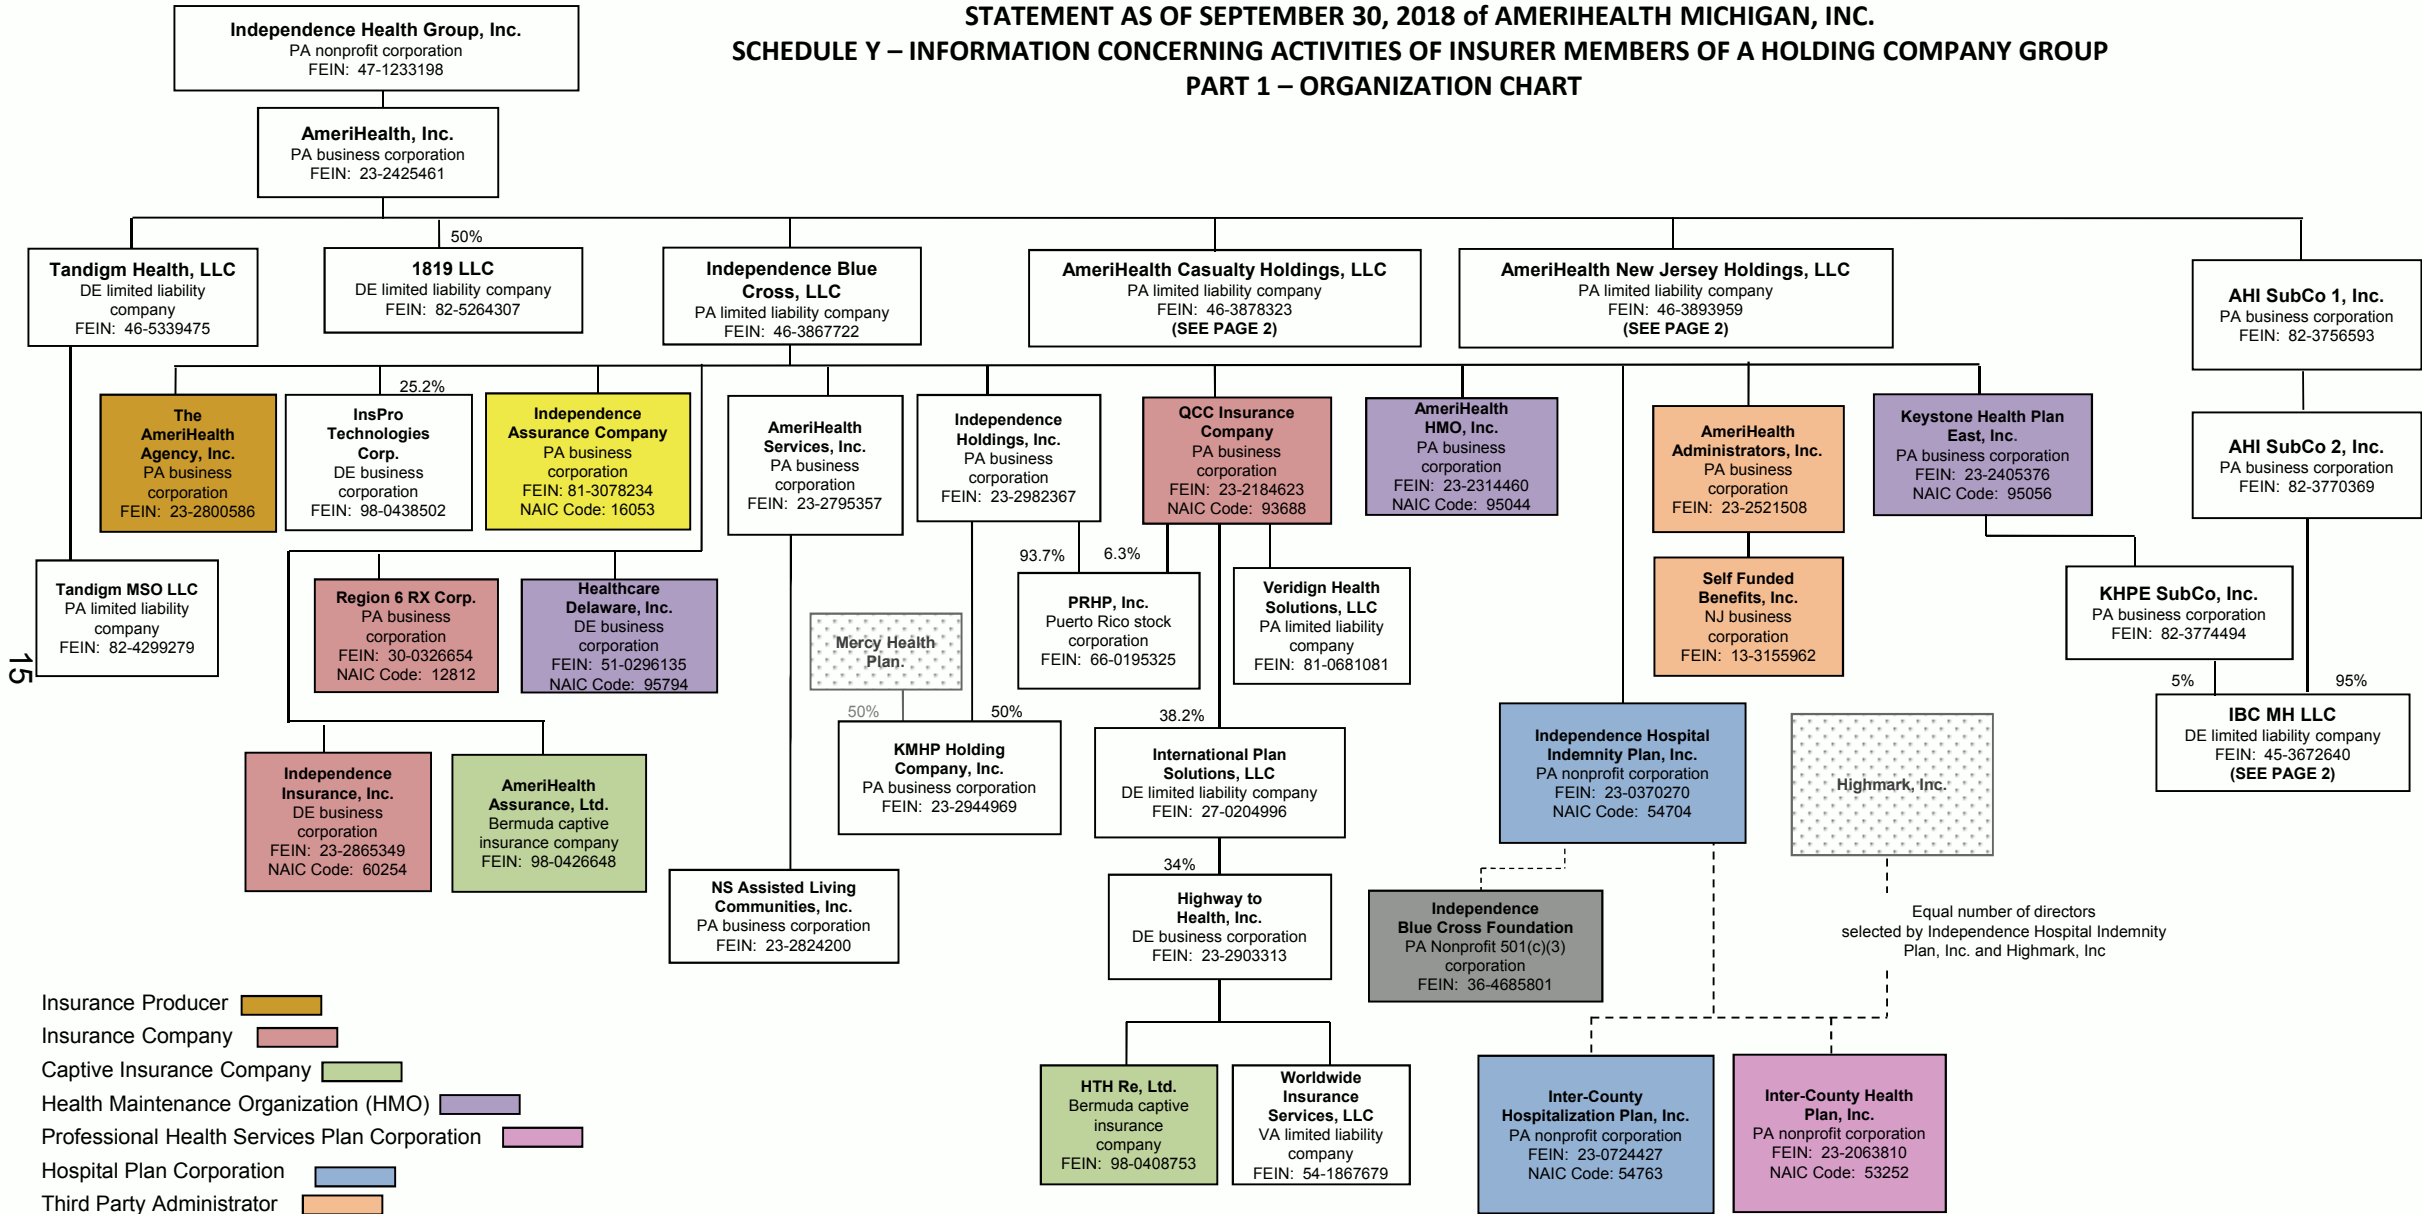 STATEMENT AS OF SEPTEMBER 30, 2018 of AMERIHEALTH MICHIGAN, INC.
SCHEDULE Y – INFORMATION CONCERNING ACTIVITIES OF INSURER MEMBERS OF A HOLDING COMPANY GROUP
PART 1 – ORGANIZATION CHART
Independence Health Group, Inc.
PA nonprofit corporation
FEIN: 47-1233198
AmeriHealth, Inc.
PA business corporation
FEIN: 23-2425461
Tandigm Health, LLC
DE limited liability
company
FEIN: 46-5339475
50%
1819 LLC
DE limited liability company
FEIN: 82-5264307
Independence Blue
Cross, LLC
PA limited liability company
FEIN: 46-3867722
AmeriHealth Casualty Holdings, LLC
PA limited liability company
FEIN: 46-3878323
(SEE PAGE 2)
AmeriHealth New Jersey Holdings, LLC
PA limited liability company
FEIN: 46-3893959
(SEE PAGE 2)
AHI SubCo 1, Inc.
PA business corporation
FEIN: 82-3756593
The
AmeriHealth
Agency, Inc.
PA business
corporation
FEIN: 23-2800586
25.2%
InsPro
Technologies
Corp.
DE business
corporation
FEIN: 98-0438502
Independence
Assurance Company
PA business
corporation
FEIN: 81-3078234
NAIC Code: 16053
AmeriHealth
Services, Inc.
PA business
corporation
FEIN: 23-2795357
Independence
Holdings, Inc.
PA business
corporation
FEIN: 23-2982367
QCC Insurance
Company
PA business
corporation
FEIN: 23-2184623
NAIC Code: 93688
AmeriHealth
HMO, Inc.
PA business
corporation
FEIN: 23-2314460
NAIC Code: 95044
AmeriHealth
Administrators, Inc.
PA business
corporation
FEIN: 23-2521508
Keystone Health Plan
East, Inc.
PA business corporation
FEIN: 23-2405376
NAIC Code: 95056
AHI SubCo 2, Inc.
PA business corporation
FEIN: 82-3770369
Tandigm MSO LLC
PA limited liability
company
FEIN: 82-4299279
Region 6 RX Corp.
PA business
corporation
FEIN: 30-0326654
NAIC Code: 12812
Healthcare
Delaware, Inc.
DE business
corporation
FEIN: 51-0296135
NAIC Code: 95794
Mercy Health
Plan.
93.7%
6.3%
PRHP, Inc.
Puerto Rico stock
corporation
FEIN: 66-0195325
Veridign Health
Solutions, LLC
PA limited liability
company
FEIN: 81-0681081
Self Funded
Benefits, Inc.
NJ business
corporation
FEIN: 13-3155962
KHPE SubCo, Inc.
PA business corporation
FEIN: 82-3774494
15
50%
50%
KMHP Holding
Company, Inc.
PA business corporation
FEIN: 23-2944969
38.2%
International Plan
Solutions, LLC
DE limited liability company
FEIN: 27-0204996
Independence Hospital
Indemnity Plan, Inc.
PA nonprofit corporation
FEIN: 23-0370270
NAIC Code: 54704
Highmark, Inc.
5%
95%
IBC MH LLC
DE limited liability company
FEIN: 45-3672640
(SEE PAGE 2)
Independence
Insurance, Inc.
DE business
corporation
FEIN: 23-2865349
NAIC Code: 60254
AmeriHealth
Assurance, Ltd.
Bermuda captive
insurance company
FEIN: 98-0426648
NS Assisted Living
Communities, Inc.
PA business corporation
FEIN: 23-2824200
34%
Highway to
Health, Inc.
DE business corporation
FEIN: 23-2903313
Independence
Blue Cross Foundation
PA Nonprofit 501(c)(3)
corporation
FEIN: 36-4685801
Equal number of directors
selected by Independence Hospital Indemnity
Plan, Inc. and Highmark, Inc
HTH Re, Ltd.
Bermuda captive
insurance
company
FEIN: 98-0408753
Worldwide
Insurance
Services, LLC
VA limited liability
company
FEIN: 54-1867679
Inter-County
Hospitalization Plan, Inc.
PA nonprofit corporation
FEIN: 23-0724427
NAIC Code: 54763
Inter-County Health
Plan, Inc.
PA nonprofit corporation
FEIN: 23-2063810
NAIC Code: 53252
Insurance Producer
Insurance Company
Captive Insurance Company
Health Maintenance Organization (HMO)
Professional Health Services Plan Corporation
Hospital Plan Corporation
Third Party Administrator